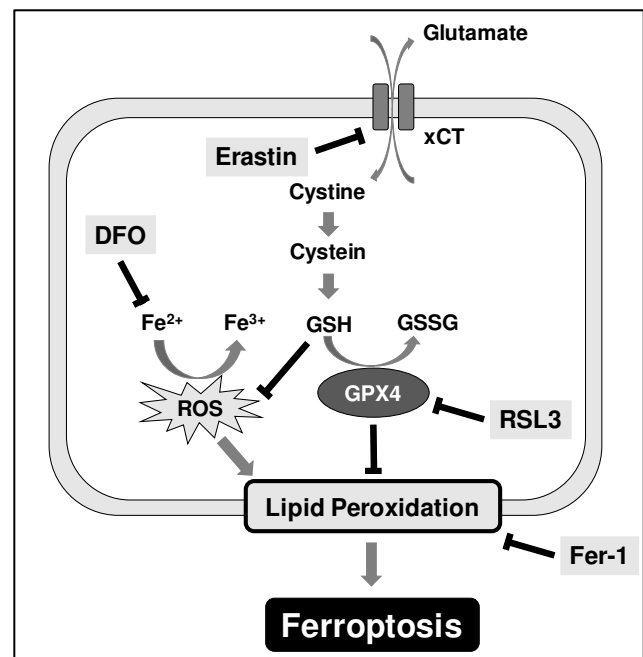 Glutamate
xCT
Erastin
Cystine
DFO
Cystein
Fe²⁺ Fe³⁺ GSH GSSG
ROS GPX4
RSL3
Lipid Peroxidation
Fer-1
Ferroptosis